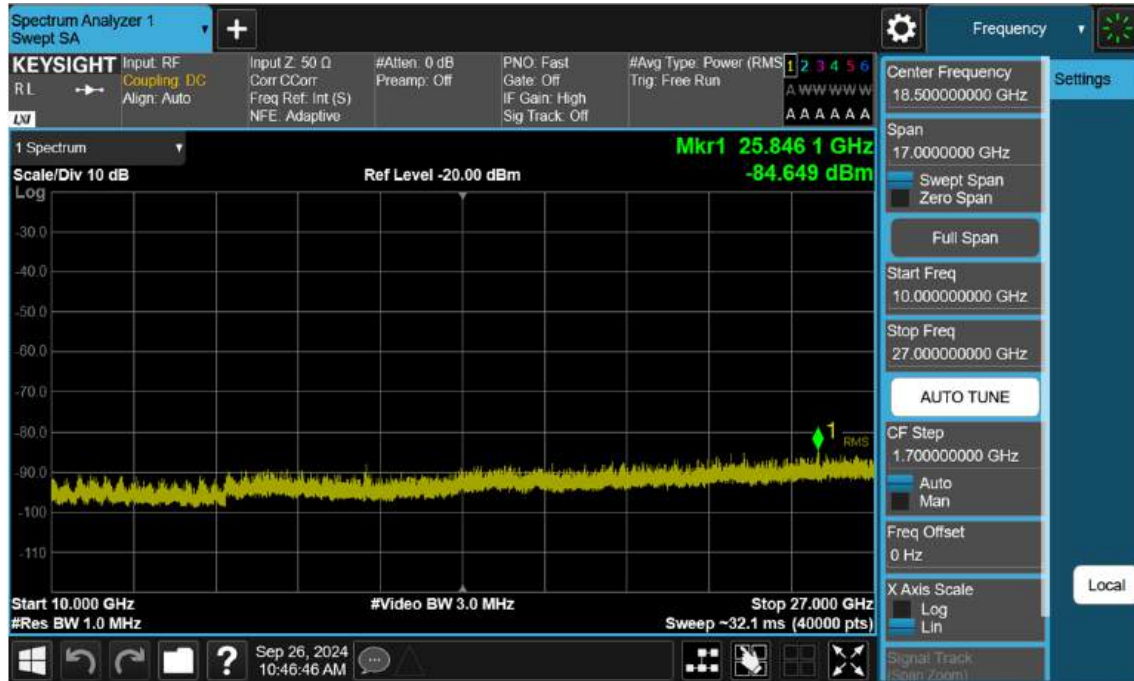 Spectrum Analyzer 1
Swept SA
Frequency
KEYSIGHT
RL
LXI
Input: RF
Coupling: DC
Align: Auto
Input Z: 50 Ω
Corr CCorr
Freq Ref: Int (S)
NFE: Adaptive
#Atten: 0 dB
Preamp: Off
PNO: Fast
Gate: Off
IF Gain: High
Sig Track: Off
#Avg Type: Power (RMS
Trig: Free Run
1 2 3 4 5 6
A W W W W W
A A A A A A
1 Spectrum
Mkr1 25.846 1 GHz
Scale/Div 10 dB
Ref Level -20.00 dBm
-84.649 dBm
Log
-30.0
-40.0
-50.0
-60.0
-70.0
-80.0
-90.0
-100
-110
1
RMS
Start 10.000 GHz
#Video BW 3.0 MHz
Stop 27.000 GHz
#Res BW 1.0 MHz
Sweep ~32.1 ms (40000 pts)
Center Frequency
18.500000000 GHz
Span
17.0000000 GHz
Swept Span
Zero Span
Full Span
Start Freq
10.000000000 GHz
Stop Freq
27.000000000 GHz
AUTO TUNE
CF Step
1.700000000 GHz
Auto
Man
Freq Offset
0 Hz
X Axis Scale
Log
Lin
Signal Track
(Span Zoom)
Settings
Local
?
Sep 26, 2024
10:46:46 AM